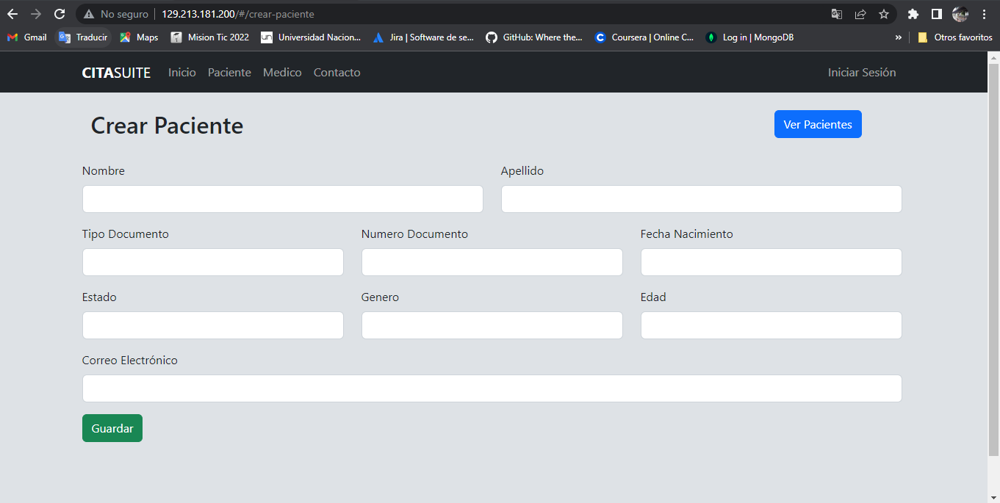 No seguro 129.213.181.200/#/crear-paciente
Gmail Traducir Maps Mision Tic 2022 Universidad Nacion... Jira | Software de se... GitHub: Where the... Coursera | Online C... Log in | MongoDB » Otros favoritos
CITASUITE Inicio Paciente Medico Contacto Iniciar Sesión
Crear Paciente Ver Pacientes
Nombre Apellido
Tipo Documento Numero Documento Fecha Nacimiento
Estado Genero Edad
Correo Electrónico
Guardar